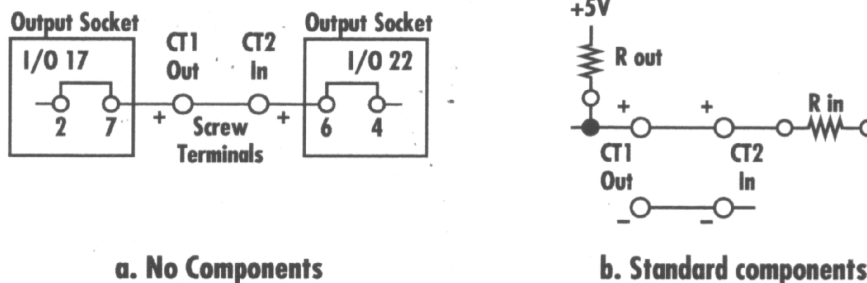 Output Socket
I/O 17
2 7
CT1
Out
CT2
In
+ +
Screw
Terminals
Output Socket
I/O 22
6 4
a. No Components
+5V
R out
+ +
R in
CT1
Out
CT2
In
– –
b. Standard components